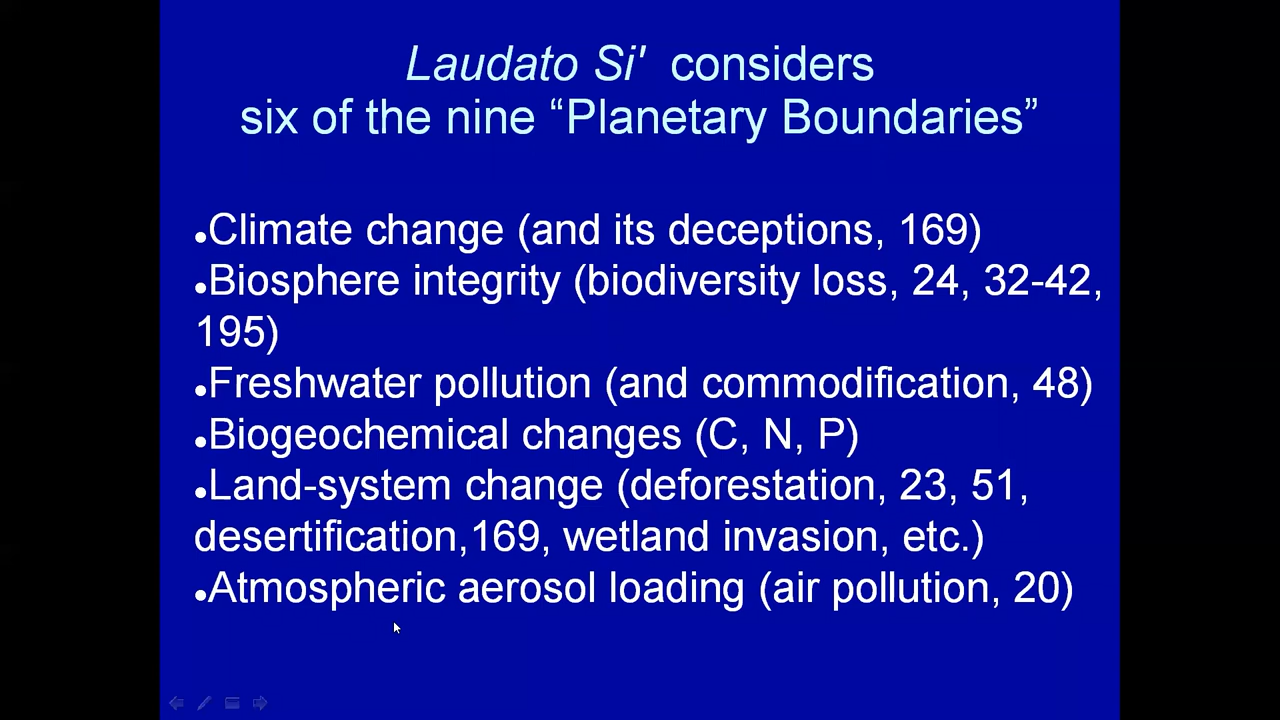 Laudato Si' considers
six of the nine “Planetary Boundaries”
●Climate change (and its deceptions, 169)
●Biosphere integrity (biodiversity loss, 24, 32-42,
195)
●Freshwater pollution (and commodification, 48)
●Biogeochemical changes (C, N, P)
●Land-system change (deforestation, 23, 51,
desertification,169, wetland invasion, etc.)
●Atmospheric aerosol loading (air pollution, 20)